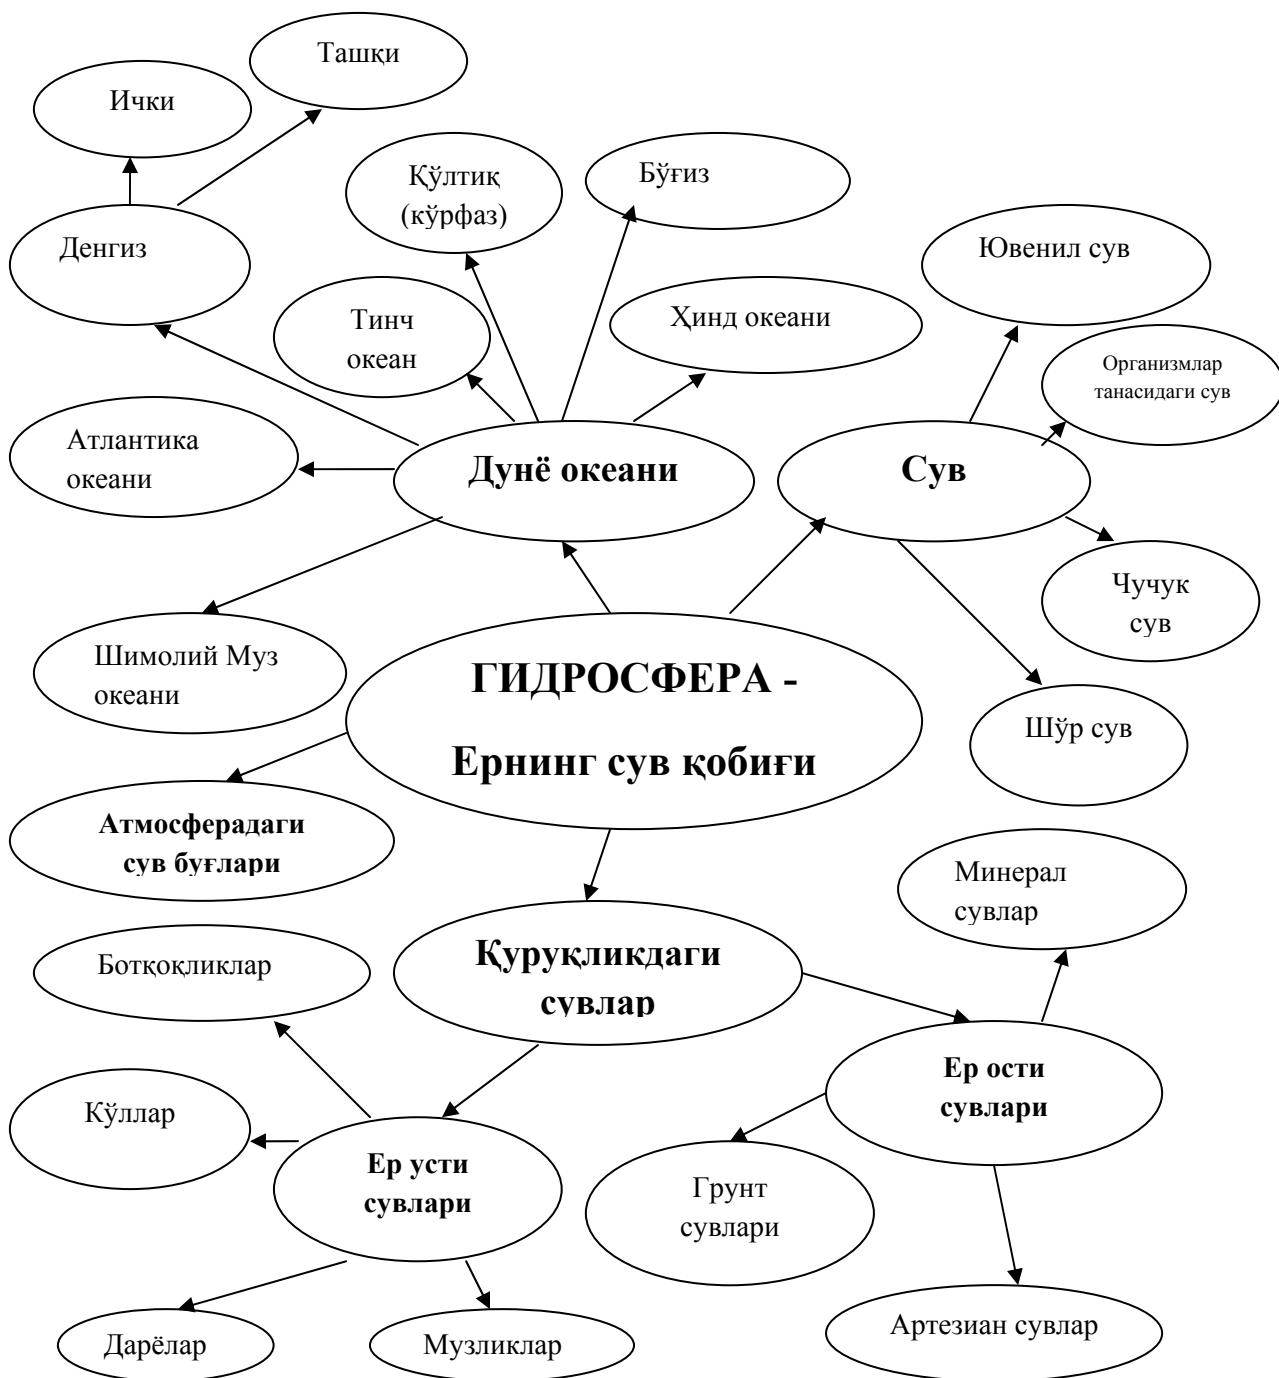 Ташқи
Ички
Қўлтиқ
(кўрфаз)
Бўғиз
Денгиз
Ювенил сув
Тинч
океан
Ҳинд океани
Организмлар
танасидаги сув
Атлантика
океани
Дунё океани
Сув
Чучук
сув
Шимолий Муз
океани
ГИДРОСФЕРА -
Ернинг сув қобиғи
Шўр сув
Атмосферадаги
сув буғлари
Минерал
сувлар
Ботқоқликлар
Қуруқликдаги
сувлар
Ер ости
сувлари
Кўллар
Ер усти
сувлари
Грунт
сувлари
Дарёлар
Музликлар
Артезиан сувлар